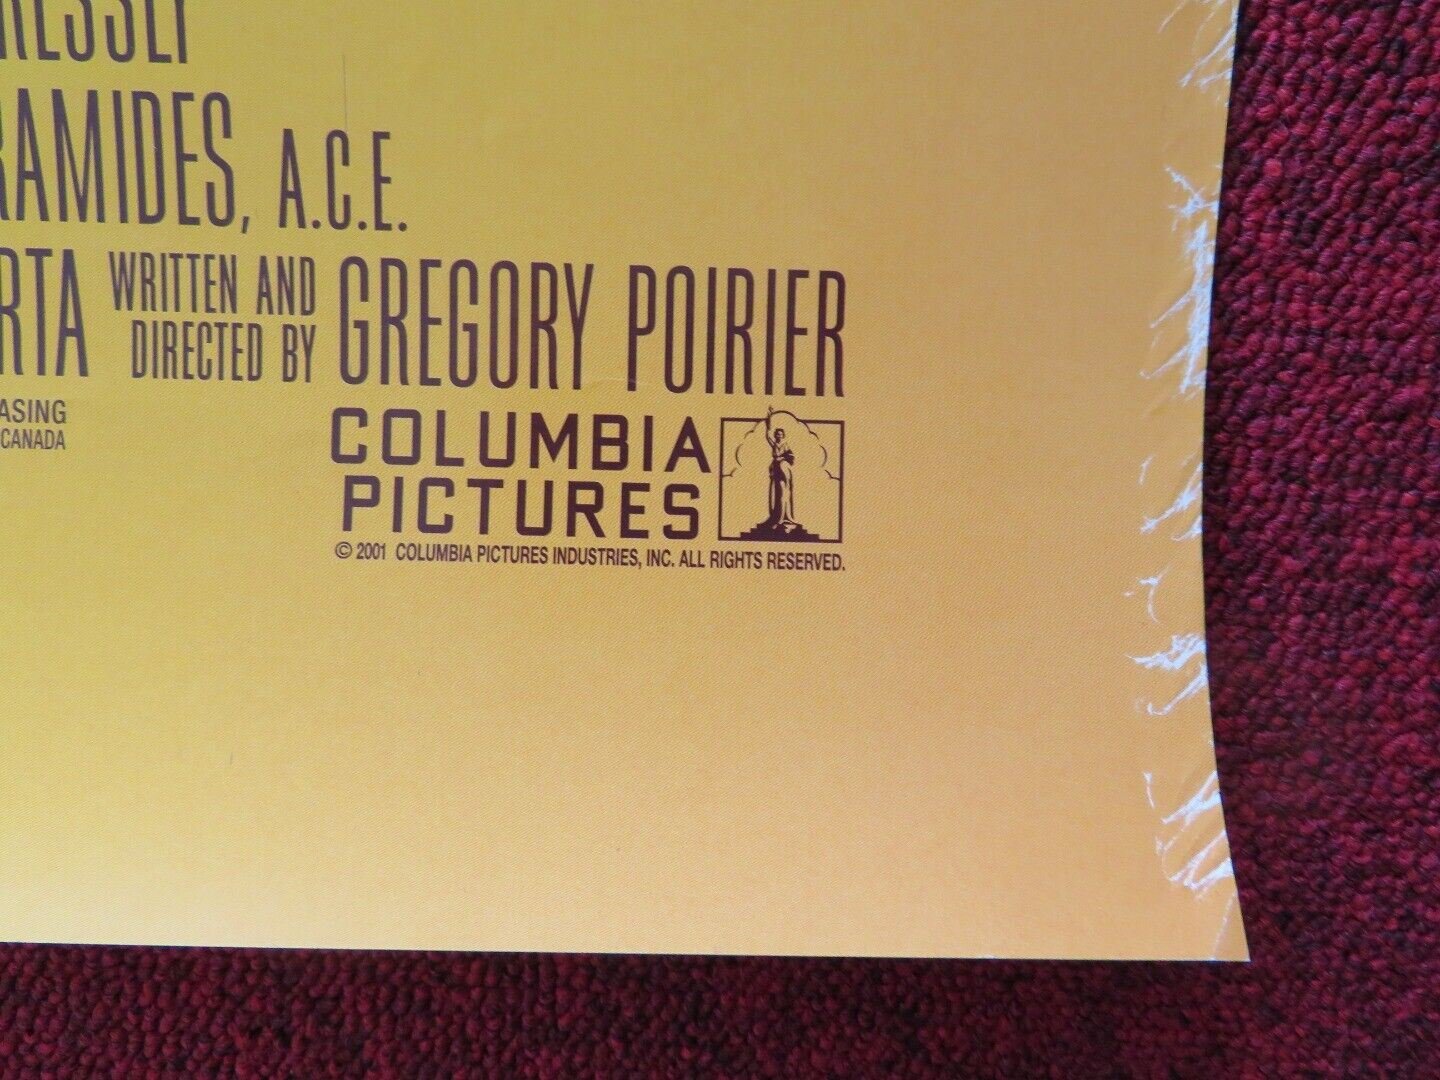 RESSLY
RAMIDES, A.C.E.
RTA WRITTEN AND DIRECTED BY GREGORY POIRIER
ASING
CANADA
COLUMBIA
PICTURES
© 2001 COLUMBIA PICTURES INDUSTRIES, INC. ALL RIGHTS RESERVED.